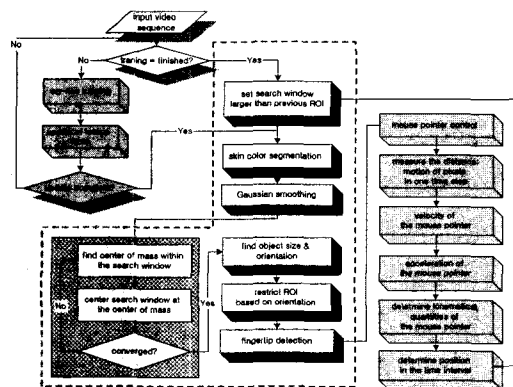 Input video
sequence
No
No
traning = finished?
Yes
set search window
larger than previous ROI
Yes
mouse pointer control
skin color segmentation
measure the distance
motion of pixels
in one time step
Gaussian smoothing
velocity of
the mouse pointer
find center of mass within
the search window
find object size &
orientation
acceleration of
the mouse pointer
No
center search window at
the center of mass
Yes
restrict ROI
based on orientation
determine kinematical
quantities of
the mouse pointer
converged?
fingertip detection
determine position
in the time interval